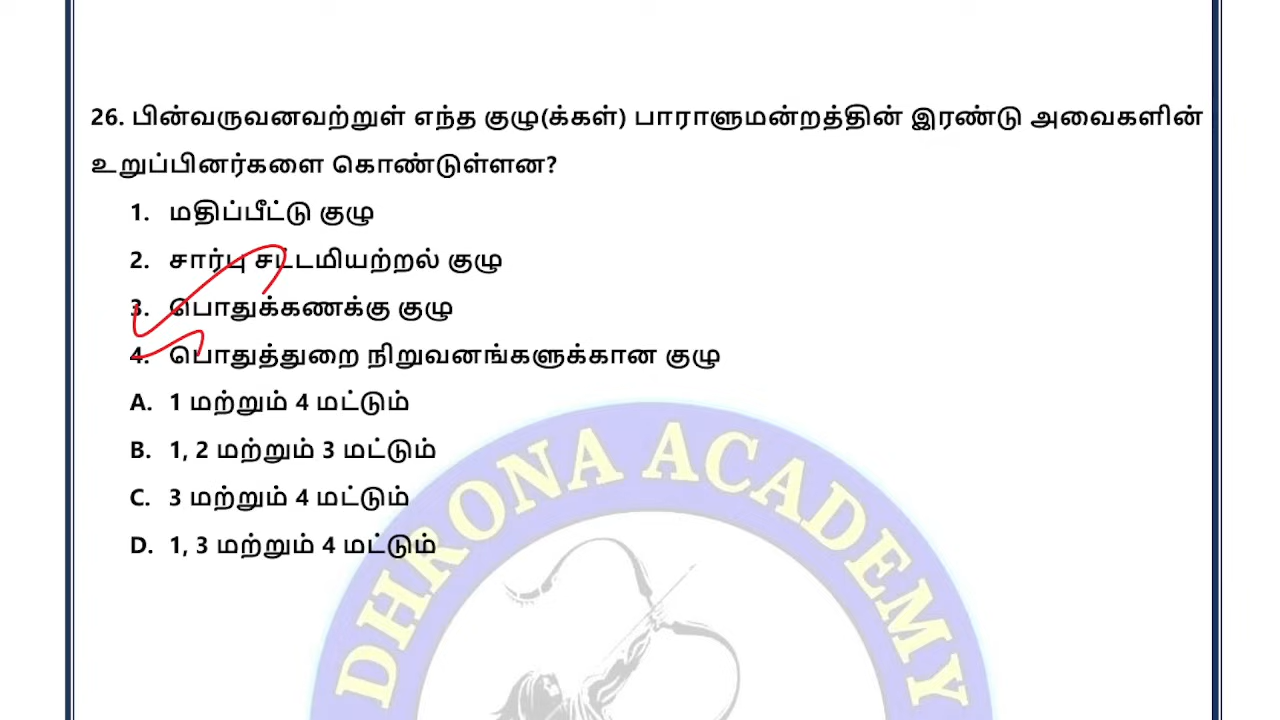 26. பின்வருவனவற்றுள் எந்த குழு(க்கள்) பாராளுமன்றத்தின் இரண்டு அவைகளின்
உறுப்பினர்களை கொண்டுள்ளன?
1. மதிப்பீட்டு குழு
2. சார்பு சட்டமியற்றல் குழு
3. பொதுக்கணக்கு குழு
4. பொதுத்துறை நிறுவனங்களுக்கான குழு
A. 1 மற்றும் 4 மட்டும்
B. 1, 2 மற்றும் 3 மட்டும்
C. 3 மற்றும் 4 மட்டும்
D. 1, 3 மற்றும் 4 மட்டும்
DHRONA ACADEMY